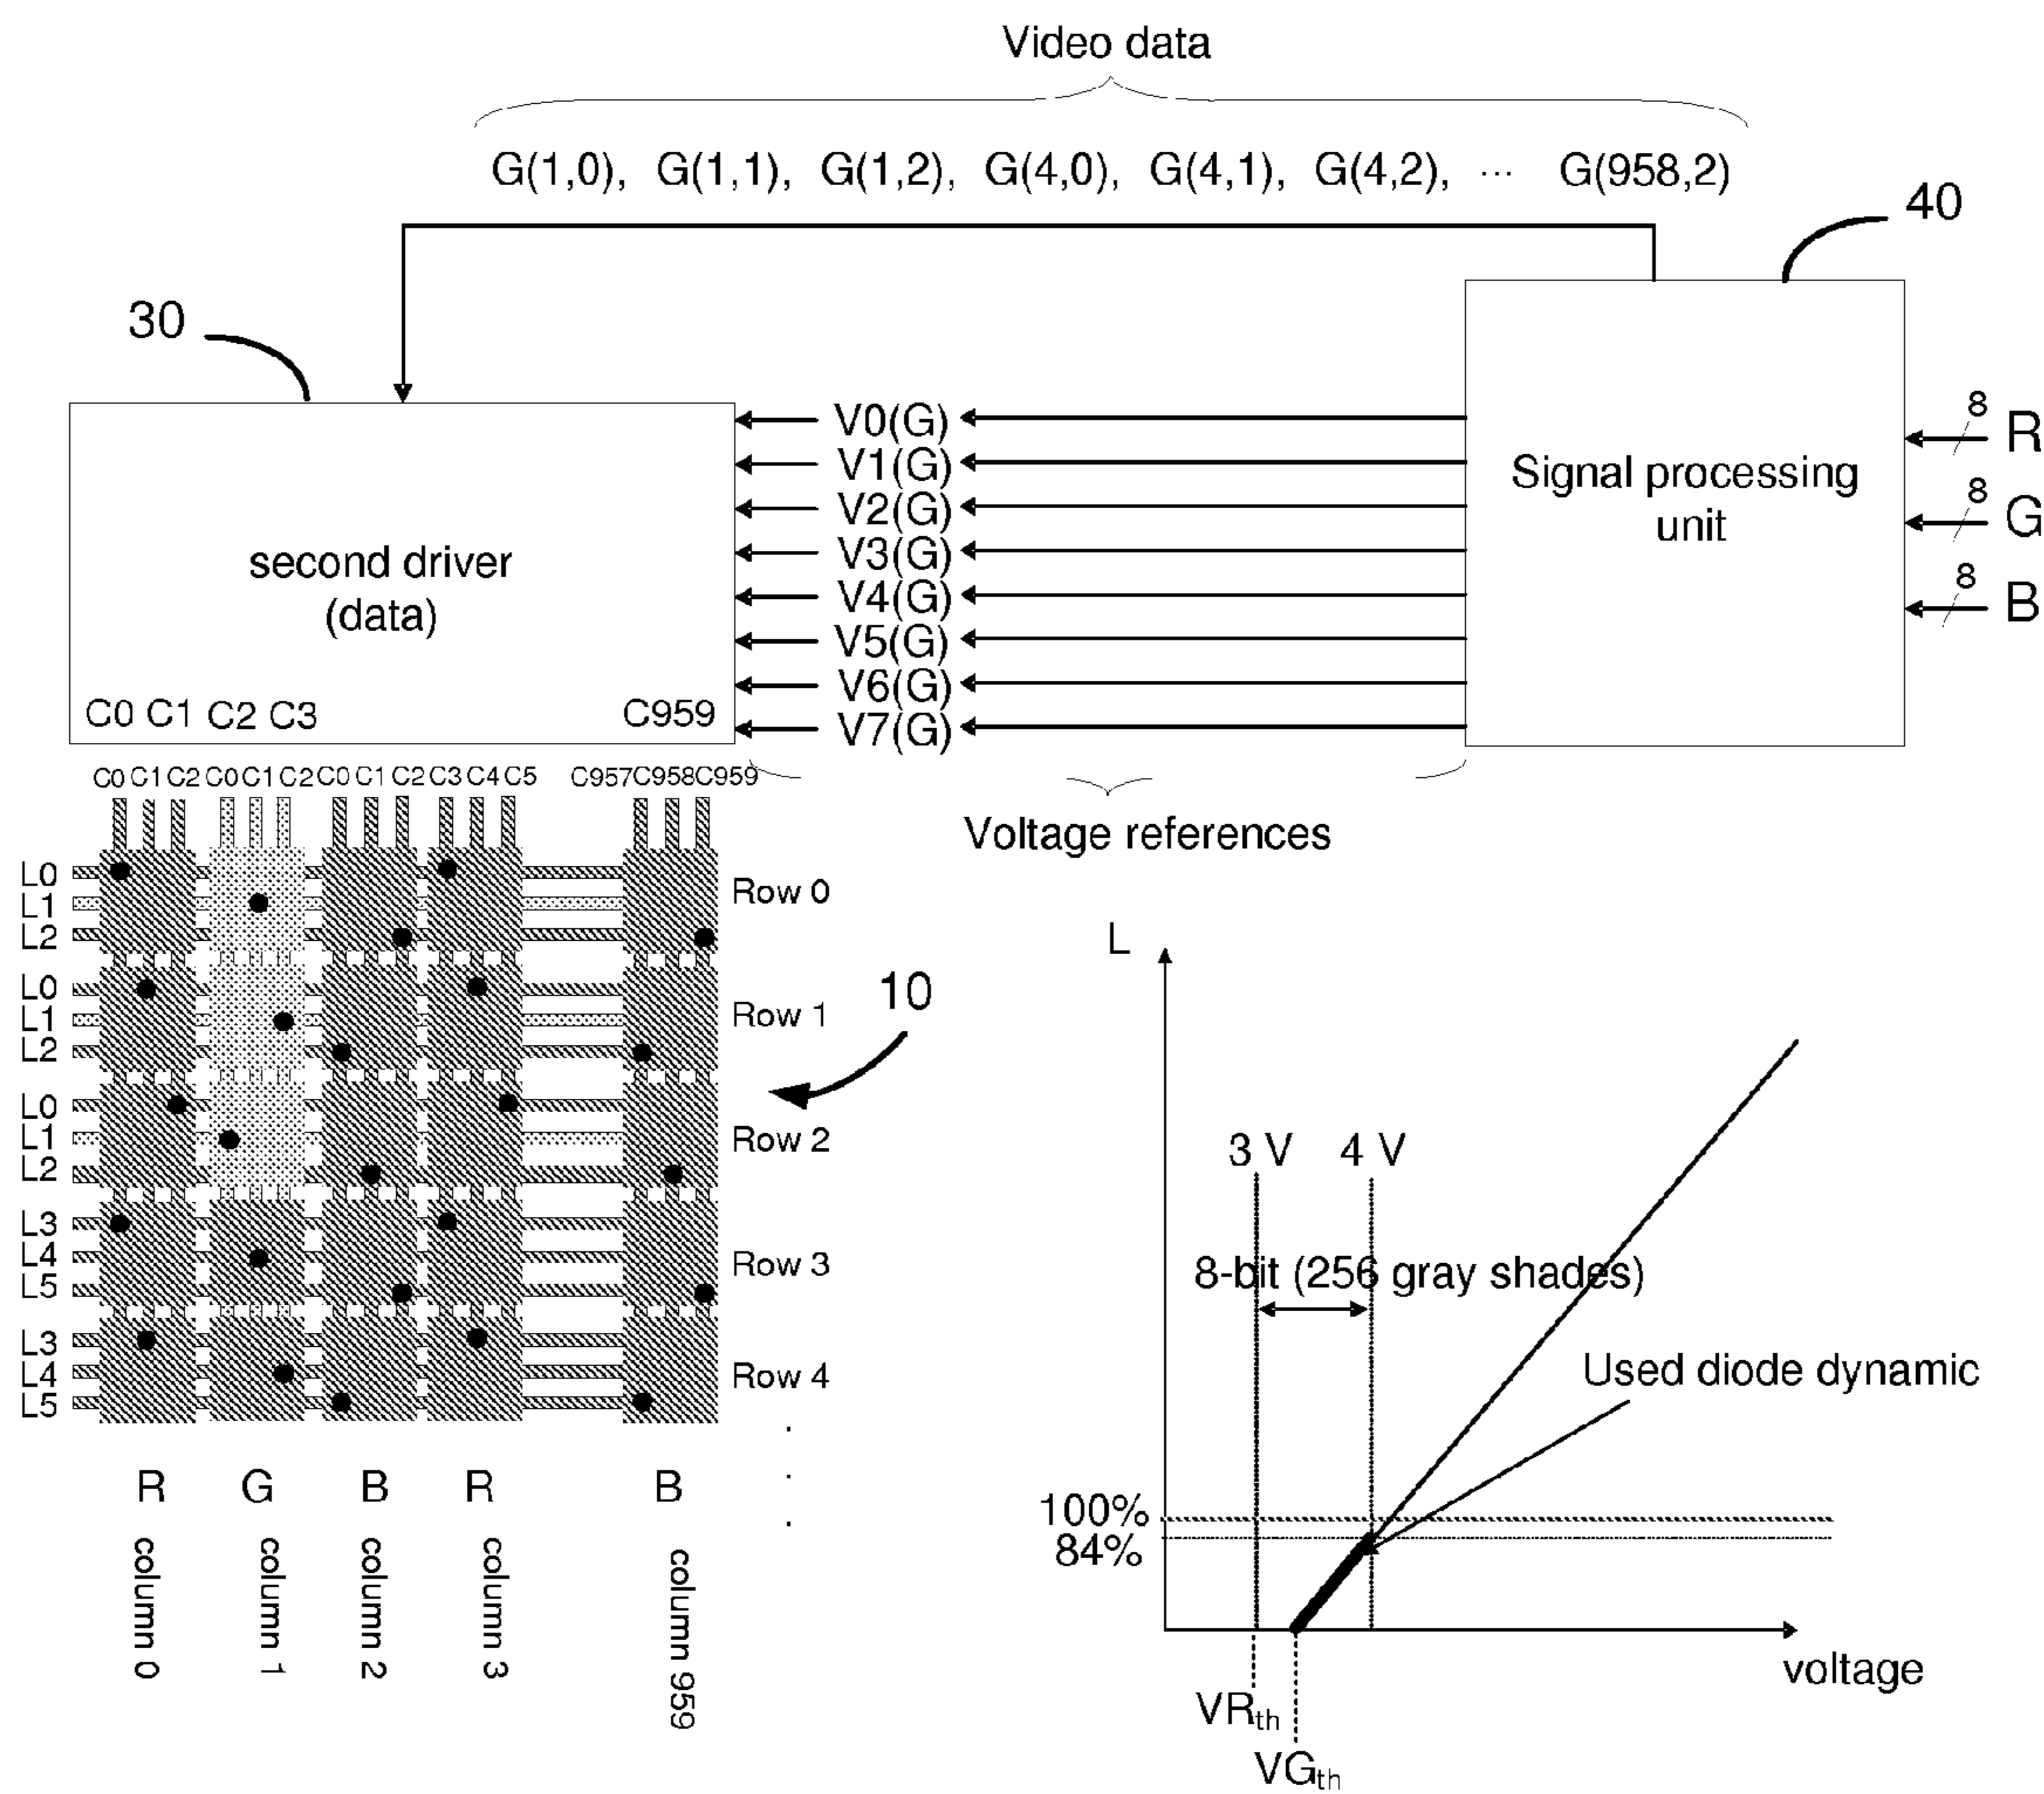 Video data
G(1,0), G(1,1), G(1,2), G(4,0), G(4,1), G(4,2), ... G(958,2)
40
30
V0(G)
V1(G)
V2(G)
V3(G)
V4(G)
V5(G)
V6(G)
V7(G)
Signal processing
unit
8
R
8
G
8
B
second driver
(data)
C0 C1 C2 C3 C959
C0 C1 C2 C0 C1 C2 C0 C1 C2 C3 C4 C5 C957 C958 C959
Voltage references
L0
L1
L2
Row 0
L0
L1
L2
Row 1
L0
L1
L2
Row 2
L3
L4
L5
Row 3
L3
L4
L5
Row 4
10
R G B R B
column 0
column 1
column 2
column 3
column 959
L
3 V 4 V
8-bit (256 gray shades)
Used diode dynamic
100%
84%
voltage
VRth
VGth